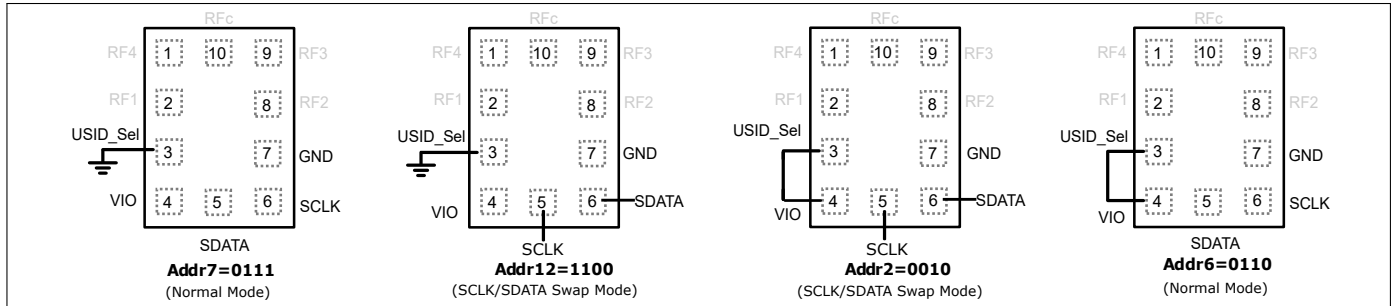 RFc RFc RFc RFc
RF4 1 10 9 RF3 RF4 1 10 9 RF3 RF4 1 10 9 RF3 RF4 1 10 9 RF3
RF1 2 8 RF2 RF1 2 8 RF2 RF1 2 8 RF2 RF1 2 8 RF2
USID_Sel USID_Sel USID_Sel USID_Sel
3 7 GND 3 7 GND 3 7 GND 3 7 GND
VIO 4 5 6 SCLK VIO 4 5 6 SDATA VIO 4 5 6 SDATA VIO 4 5 6 SCLK
SDATA SCLK SCLK SDATA
Addr7=0111 Addr12=1100 Addr2=0010 Addr6=0110
(Normal Mode) (SCLK/SDATA Swap Mode) (SCLK/SDATA Swap Mode) (Normal Mode)